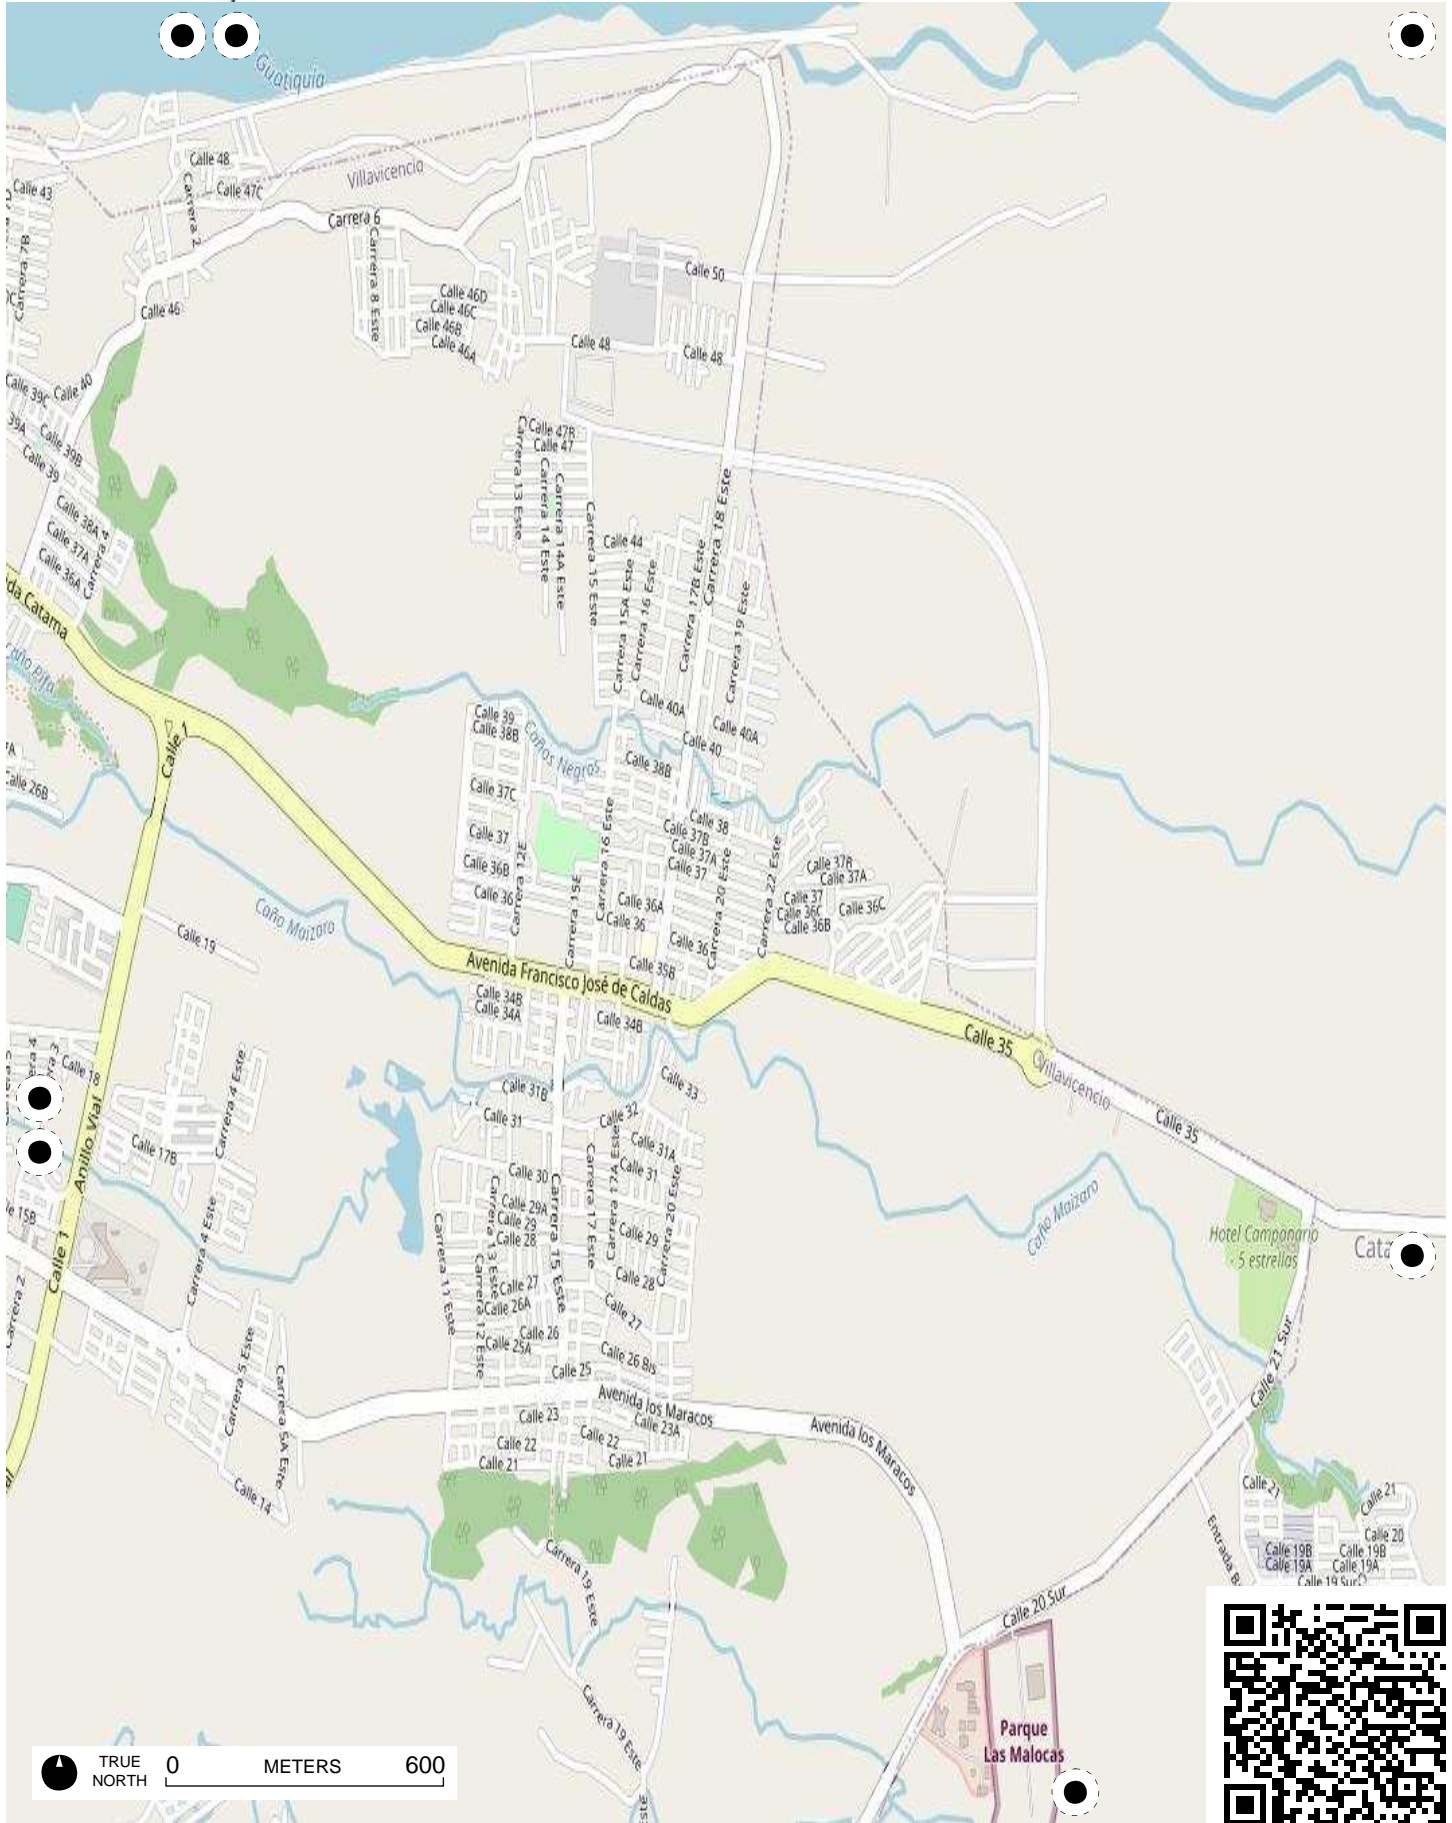 Guatiquia
Calle 48
Calle 47C
Villavicencio
Calle 43
Carrera 2
Carrera 6
Carrera 7B
Carrera 8 Este
Calle 50
Calle 46D
Calle 46C
Calle 46B
Calle 46A
Calle 46
Calle 48
Calle 48
Calle 40
Calle 39C
39A
Calle 39B
Calle 39
Calle 47B
Calle 47
Carrera 13 Este
Carrera 14 Este
Carrera 14A Este
Carrera 15 Este
Carrera 18 Este
Calle 38A
Calle 37A
Calle 36A
Carrera 4
Calle 44
Carrera 15A Este
Carrera 16 Este
Carrera 17B Este
Carrera 19 Este
da Catama
Caño Pifa
Calle 40A
Calle 40A
Calle 40
Calle 39
Calle 38B
Caños Negros
Calle 38B
Calle 1
7A
Calle 26B
Calle 37C
Calle 37
Calle 36B
Calle 36
Carrera 12E
Carrera 15E
Carrera 16 Este
Calle 38
Calle 37B
Calle 37A
Calle 37
Carrera 20 Este
Carrera 22 Este
Calle 37B
Calle 37A
Calle 37
Calle 36C
Calle 36C
Calle 36B
Calle 36A
Calle 36
Calle 36
Calle 35B
Caño Maizaro
Calle 19
Avenida Francisco José de Caldas
Calle 34B
Calle 34A
Calle 34B
Calle 35
Villavicencio
Calle 35
Calle 18
Carrera 4 Este
Calle 17B
Anillo Vial
Calle 33
Calle 31B
Calle 31
Calle 32
Calle 31A
Calle 31
Calle 30
Calle 29A
Calle 29
Calle 28
Carrera 17 Este
Carrera 17A Este
Carrera 20 Este
Calle 29
Calle 28
Calle 27
Carrera 11 Este
Carrera 12 Este
Carrera 13 Este
Carrera 15 Este
Calle 27
Calle 26A
Calle 26
Calle 25A
Calle 25
Calle 26 Bis
Caño Maizaro
Hotel Companario
- 5 estrellas
Cata
Calle 21 Sur
le 15B
Calle 1
Carrera 2
Carrera 4 Este
Carrera 5 Este
Carrera 5A Este
Calle 14
Avenida los Maracos
Avenida los Maracos
Calle 23
Calle 23A
Calle 22
Calle 22
Calle 21
Calle 21
Calle 21
Calle 21
Calle 20
Calle 19B
Calle 19A
Calle 19B
Calle 19A
Calle 19 Sur
Entrada B
Calle 20 Sur
Carrera 19 Este
Carrera 19 Este
Parque
Las Malocas
TRUE
NORTH
0 METERS 600